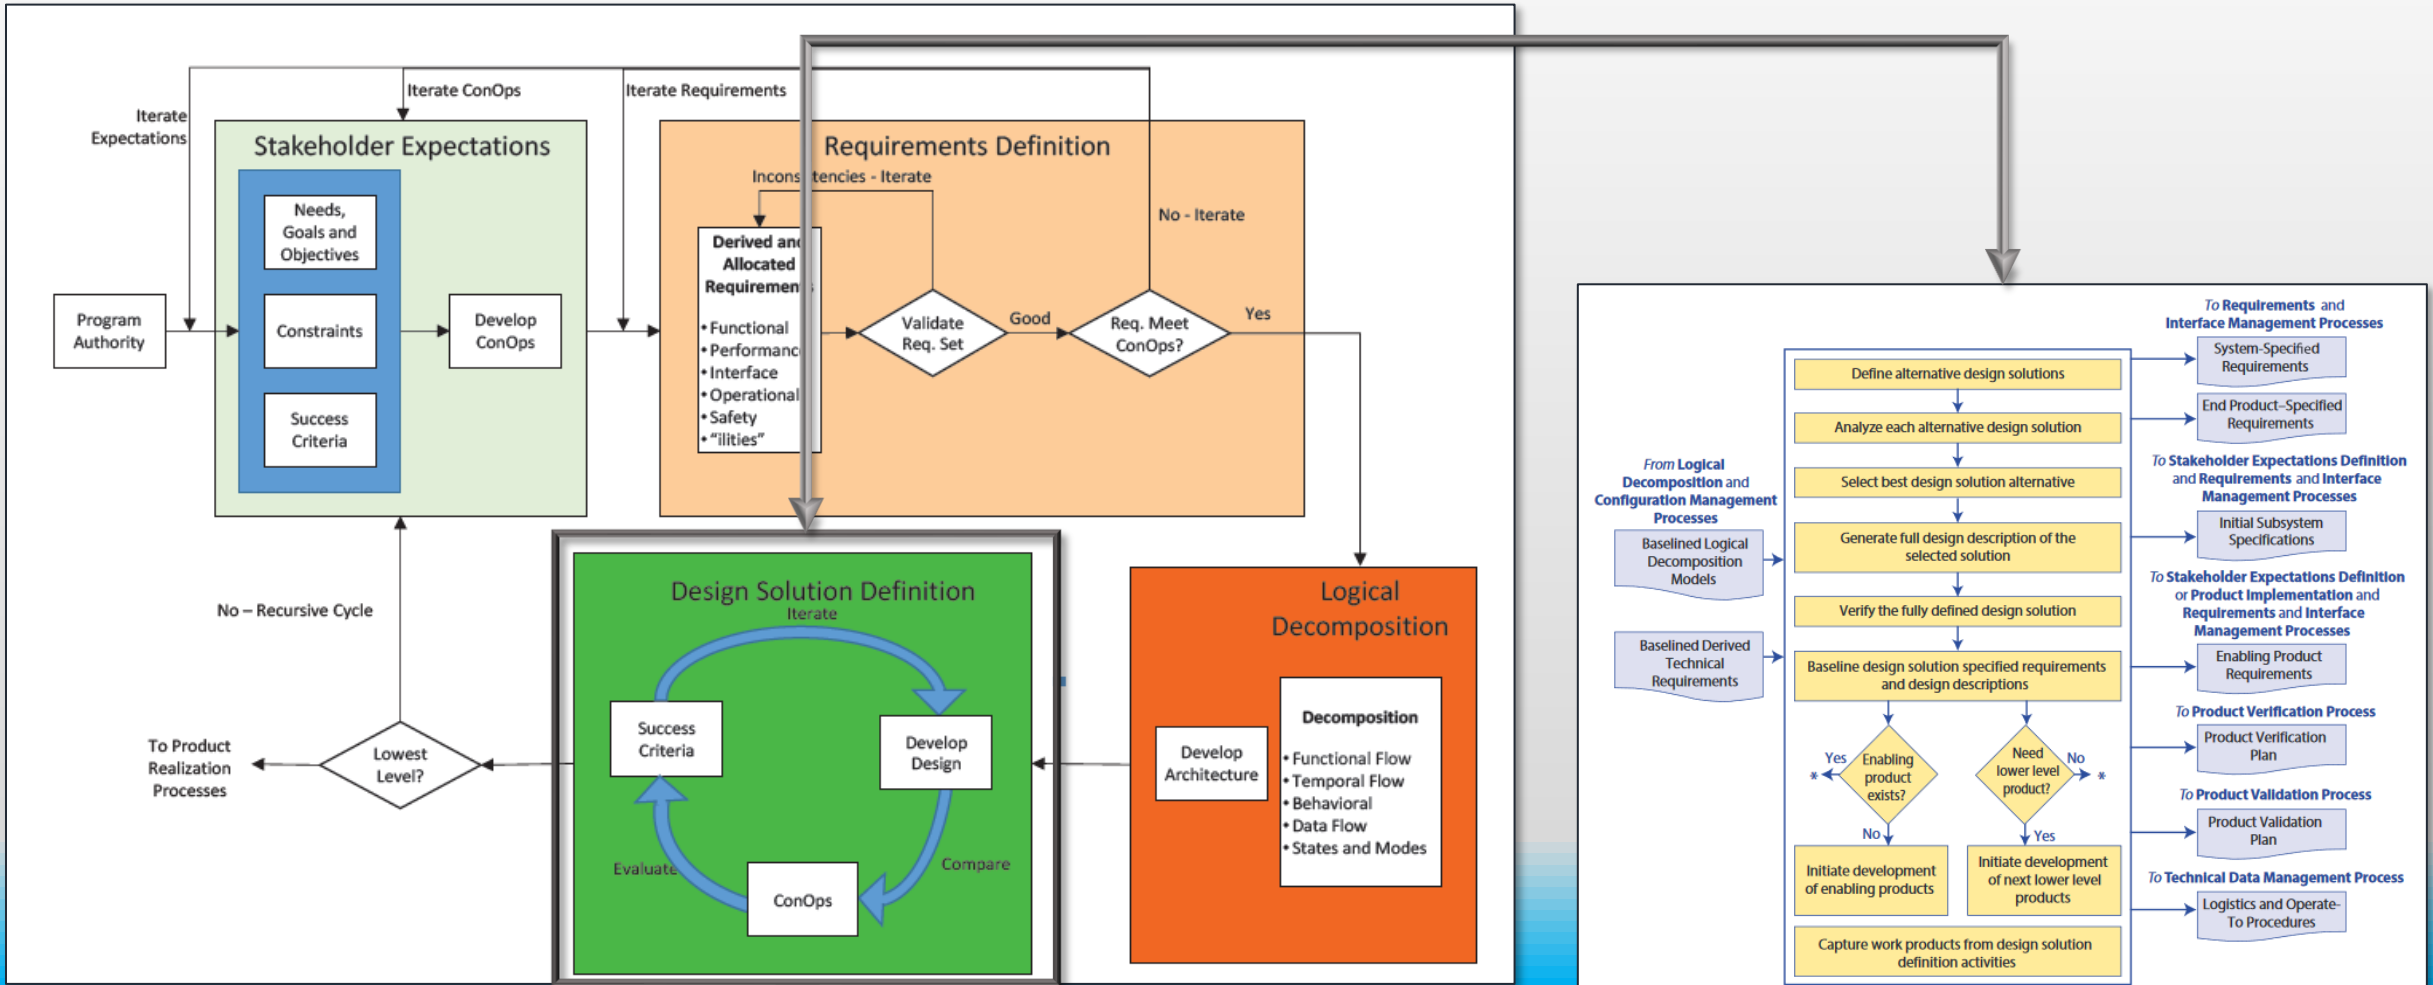 Iterate
Expectations
Iterate ConOps
Iterate Requirements
Stakeholder Expectations
Needs,
Goals and
Objectives
Constraints
Success
Criteria
Program
Authority
Develop
ConOps
Requirements Definition
Inconsistencies - Iterate
Derived and
Allocated
Requirements
• Functional
• Performance
• Interface
• Operational
• Safety
• "ilities"
Validate
Req. Set
Good
Req. Meet
ConOps?
No - Iterate
Yes
No – Recursive Cycle
To Product
Realization
Processes
Lowest
Level?
Design Solution Definition
Iterate
Success
Criteria
Develop
Design
Evaluate
Compare
ConOps
Logical
Decomposition
Develop
Architecture
Decomposition
• Functional Flow
• Temporal Flow
• Behavioral
• Data Flow
• States and Modes
From Logical
Decomposition and
Configuration Management
Processes
Baselined Logical
Decomposition
Models
Baselined Derived
Technical
Requirements
Define alternative design solutions
Analyze each alternative design solution
Select best design solution alternative
Generate full design description of the
selected solution
Verify the fully defined design solution
Baseline design solution specified requirements
and design descriptions
Yes
*
Enabling
product
exists?
No
Need
lower level
product?
No
*
Yes
Initiate development
of enabling products
Initiate development
of next lower level
products
Capture work products from design solution
definition activities
To Requirements and
Interface Management Processes
System-Specified
Requirements
End Product–Specified
Requirements
To Stakeholder Expectations Definition
and Requirements and Interface
Management Processes
Initial Subsystem
Specifications
To Stakeholder Expectations Definition
or Product Implementation and
Requirements and Interface
Management Processes
Enabling Product
Requirements
To Product Verification Process
Product Verification
Plan
To Product Validation Process
Product Validation
Plan
To Technical Data Management Process
Logistics and Operate-
To Procedures